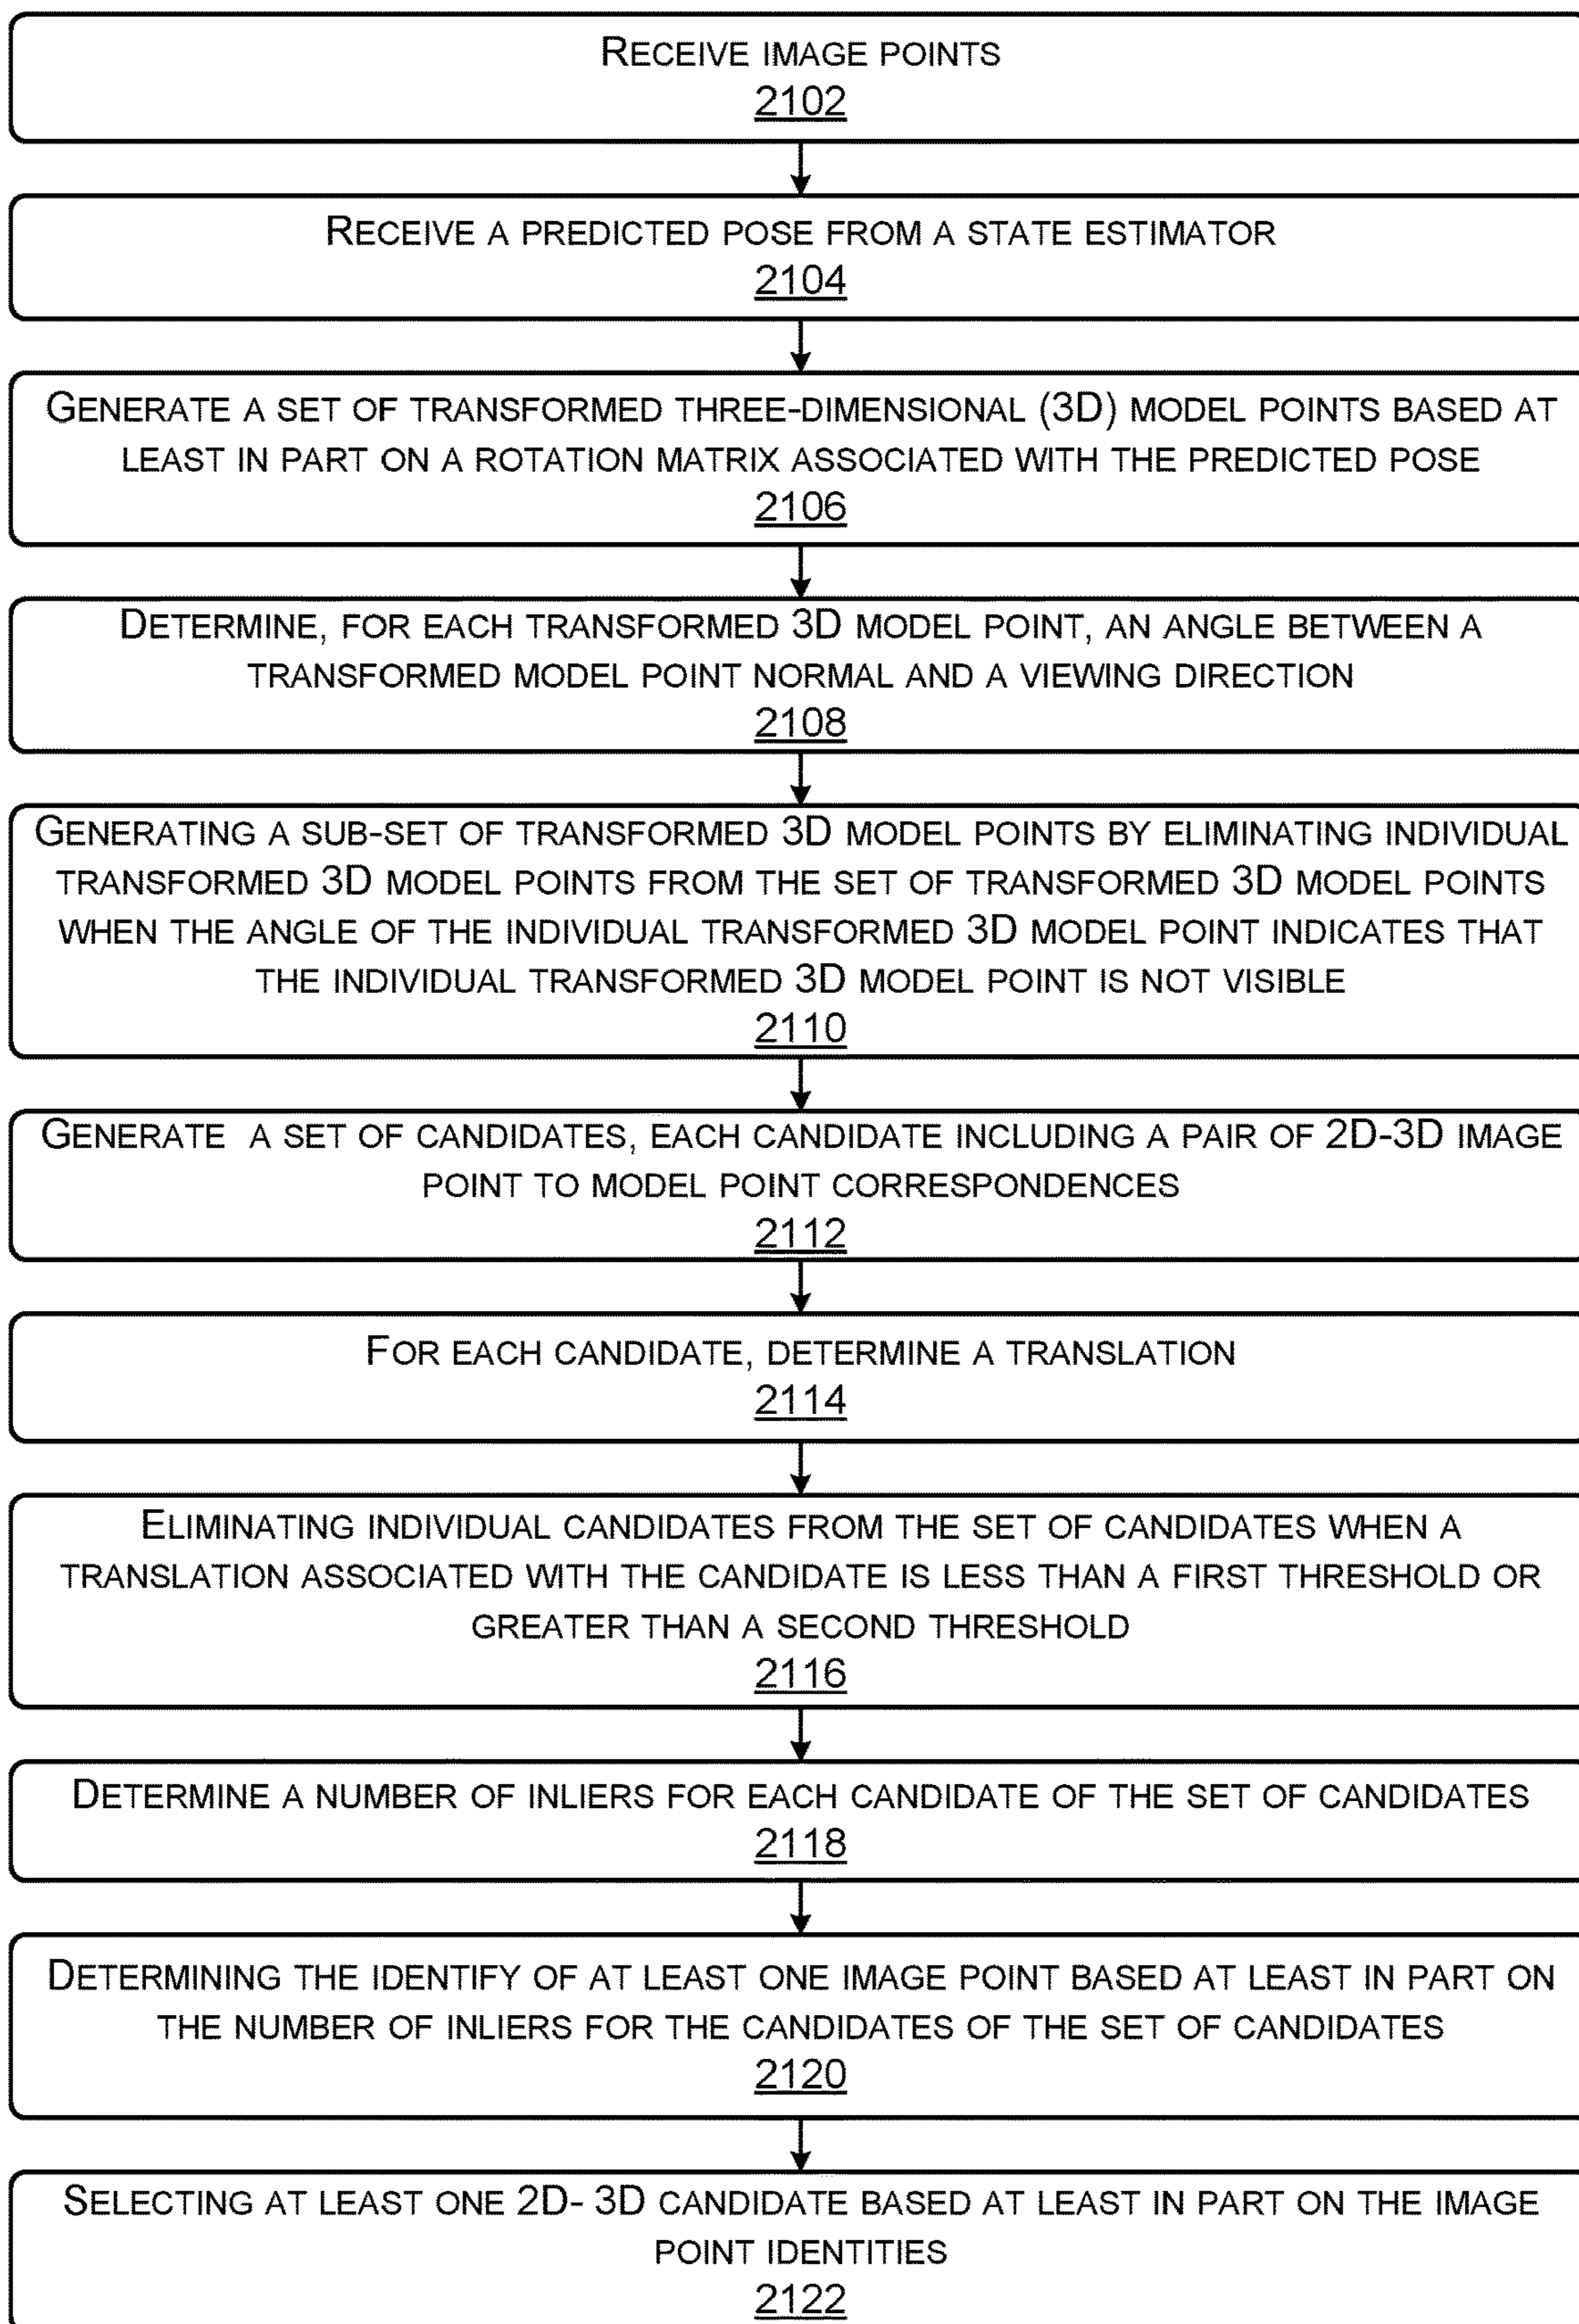 RECEIVE IMAGE POINTS
2102
RECEIVE A PREDICTED POSE FROM A STATE ESTIMATOR
2104
GENERATE A SET OF TRANSFORMED THREE-DIMENSIONAL (3D) MODEL POINTS BASED AT
LEAST IN PART ON A ROTATION MATRIX ASSOCIATED WITH THE PREDICTED POSE
2106
DETERMINE, FOR EACH TRANSFORMED 3D MODEL POINT, AN ANGLE BETWEEN A
TRANSFORMED MODEL POINT NORMAL AND A VIEWING DIRECTION
2108
GENERATING A SUB-SET OF TRANSFORMED 3D MODEL POINTS BY ELIMINATING INDIVIDUAL
TRANSFORMED 3D MODEL POINTS FROM THE SET OF TRANSFORMED 3D MODEL POINTS
WHEN THE ANGLE OF THE INDIVIDUAL TRANSFORMED 3D MODEL POINT INDICATES THAT
THE INDIVIDUAL TRANSFORMED 3D MODEL POINT IS NOT VISIBLE
2110
GENERATE A SET OF CANDIDATES, EACH CANDIDATE INCLUDING A PAIR OF 2D-3D IMAGE
POINT TO MODEL POINT CORRESPONDENCES
2112
FOR EACH CANDIDATE, DETERMINE A TRANSLATION
2114
ELIMINATING INDIVIDUAL CANDIDATES FROM THE SET OF CANDIDATES WHEN A
TRANSLATION ASSOCIATED WITH THE CANDIDATE IS LESS THAN A FIRST THRESHOLD OR
GREATER THAN A SECOND THRESHOLD
2116
DETERMINE A NUMBER OF INLIERS FOR EACH CANDIDATE OF THE SET OF CANDIDATES
2118
DETERMINING THE IDENTIFY OF AT LEAST ONE IMAGE POINT BASED AT LEAST IN PART ON
THE NUMBER OF INLIERS FOR THE CANDIDATES OF THE SET OF CANDIDATES
2120
SELECTING AT LEAST ONE 2D- 3D CANDIDATE BASED AT LEAST IN PART ON THE IMAGE
POINT IDENTITIES
2122